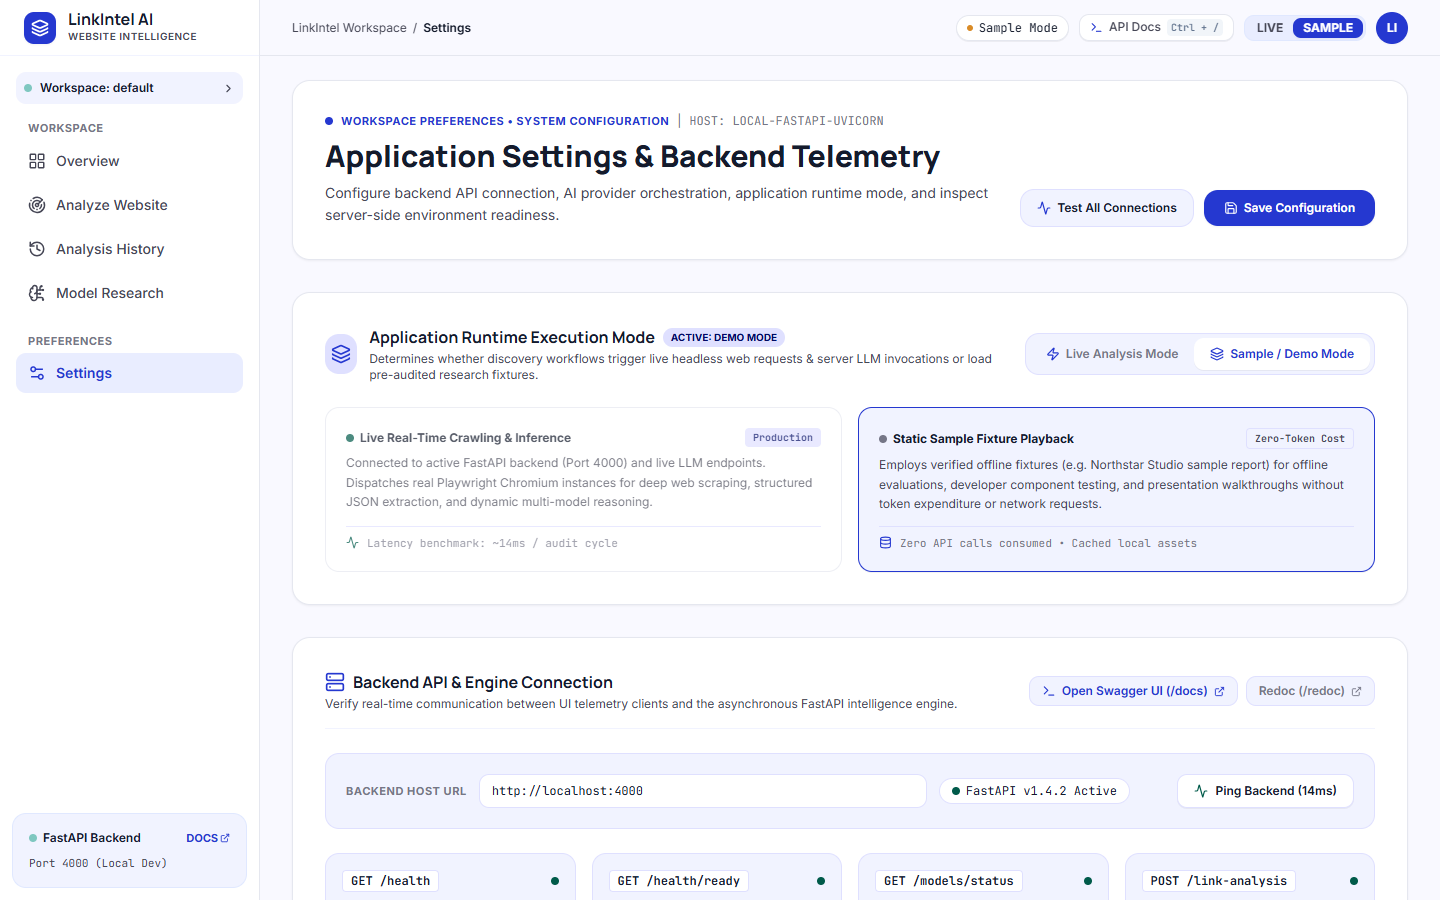 LinkIntel AI
WEBSITE INTELLIGENCE
Workspace: default
WORKSPACE
Overview
Analyze Website
Analysis History
Model Research
PREFERENCES
Settings
FastAPI Backend
DOCS
Port 4000 (Local Dev)
LinkIntel Workspace / Settings
Sample Mode
API Docs Ctrl + /
LIVE SAMPLE
LI
WORKSPACE PREFERENCES • SYSTEM CONFIGURATION | HOST: LOCAL-FASTAPI-UVICORN
Application Settings & Backend Telemetry
Configure backend API connection, AI provider orchestration, application runtime mode, and inspect
server-side environment readiness.
Test All Connections
Save Configuration
Application Runtime Execution Mode ACTIVE: DEMO MODE
Determines whether discovery workflows trigger live headless web requests & server LLM invocations or load
pre-audited research fixtures.
Live Analysis Mode
Sample / Demo Mode
Live Real-Time Crawling & Inference
Production
Connected to active FastAPI backend (Port 4000) and live LLM endpoints.
Dispatches real Playwright Chromium instances for deep web scraping, structured
JSON extraction, and dynamic multi-model reasoning.
Latency benchmark: ~14ms / audit cycle
Static Sample Fixture Playback
Zero-Token Cost
Employs verified offline fixtures (e.g. Northstar Studio sample report) for offline
evaluations, developer component testing, and presentation walkthroughs without
token expenditure or network requests.
Zero API calls consumed • Cached local assets
Backend API & Engine Connection
Verify real-time communication between UI telemetry clients and the asynchronous FastAPI intelligence engine.
Open Swagger UI (/docs)
Redoc (/redoc)
BACKEND HOST URL
http://localhost:4000
FastAPI v1.4.2 Active
Ping Backend (14ms)
GET /health
GET /health/ready
GET /models/status
POST /link-analysis